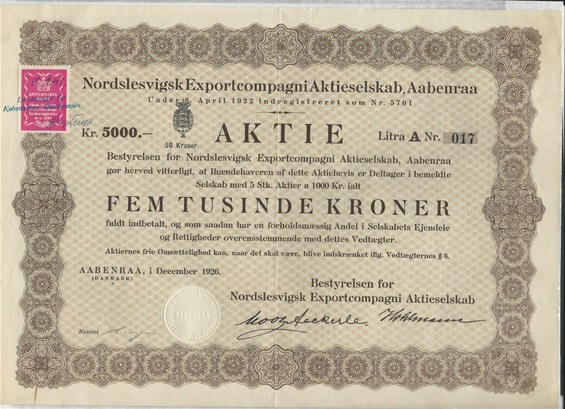 Nordslesvigsk Exportcompagni Aktieselskab, Aabenraa
Under 8. April 1922 indregistreret som Nr. 5701
Kr. 5000.—
50 Kroner.
AKTIE
Litra A Nr. 017
Bestyrelsen for Nordslesvigsk Exportcompagni Aktieselskab, Aabenraa
gør herved vitterligt, at Ihændehaveren af dette Aktiebevis er Deltager i bemeldte
Selskab med 5 Stk. Aktier a 1000 Kr. ialt
FEM TUSINDE KRONER
fuldt indbetalt, og som saadan har en forholdsmæssig Andel i Selskabets Ejendele
og Rettigheder overensstemmende med dettes Vedtægter.
Aktiernes frie Omsættelighed kan, naar det skal være, blive indskrænket iflg. Vedtægternes § 6.
AABENRAA, i December 1926.
(DANMARK)
Bestyrelsen for
Nordslesvigsk Exportcompagni Aktieselskab
Noteret